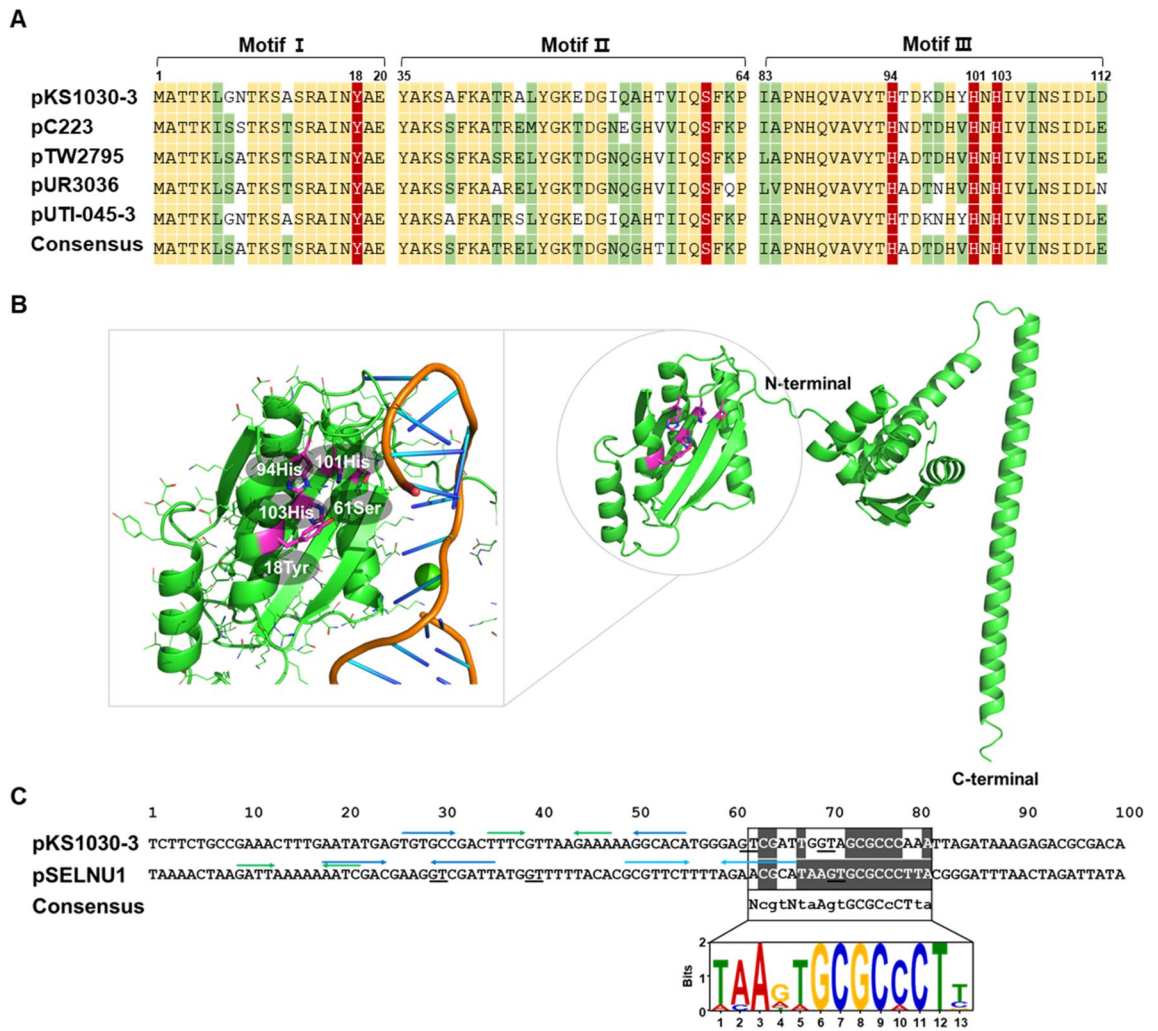 A
Motif Ⅰ Motif Ⅱ Motif Ⅲ
1 18 20 35 64 83 94 101 103 112
pKS1030-3 MATTKLGNTKSASRAINYAE YAKSAFKATRALYGKEDGIQAHTVIQSFKP IAPNHQVAVYTHTDKDHYHNHIVINSIDLD
pC223 MATTKISSTKSTSRAINYAE YAKSSFKATREMYGKTDGNEGHVVIQSFKP IAPNHQVAVYTHNDTDHVHNHIVINSIDLE
pTW2795 MATTKLSATKSTSRAINYAE YAKSSFKASRELYGKTDGNQGHVIIQSFKP LAPNHQVAVYTHADTDHVHNHIVINSIDLE
pUR3036 MATTKLSATKSTSRAINYAE YAKSSFKAARELYGKTDGNQGHVIIQSFQP LVPNHQVAVYTHADTNHVHNHIVLNSIDLN
pUTI-045-3 MATTKLGNTKSASRAINYAE YAKSAFKATRSLYGKEDGIQAHTIIQSFKP IAPNHQVAVYTHTDKNHYHNHIVINSIDLE
Consensus MATTKLSATKSTSRAINYAE YAKSSFKATRELYGKTDGNQGHTIIQSFKP IAPNHQVAVYTHADTDHVHNHIVINSIDLE
B
94His 101His
103His 61Ser
18Tyr
N-terminal
C-terminal
C
1 10 20 30 40 50 60 70 80 90 100
pKS1030-3 TCTTCTGCCGAAACTTTGAATATGAGTGTGCCGACTTTCGTTAAGAAAAAGGCACATGGGAGTCGATTGGTAGCGCCCAAATTAGATAAAGAGACGCGACA
pSELNU1 TAAAACTAAGATTAAAAAAAATCGACGAAGGTCGATTATGGTTTTTACACGCGTTCTTTTAGAACGCATAAGTGCGCCCTTACGGGATTTAACTAGATTATA
Consensus NcgtNtaAgtGCGCcCTta
2
Bits 1
0
TAAGTGCGCCCTT
1 2 3 4 5 6 7 8 9 10 11 12 13